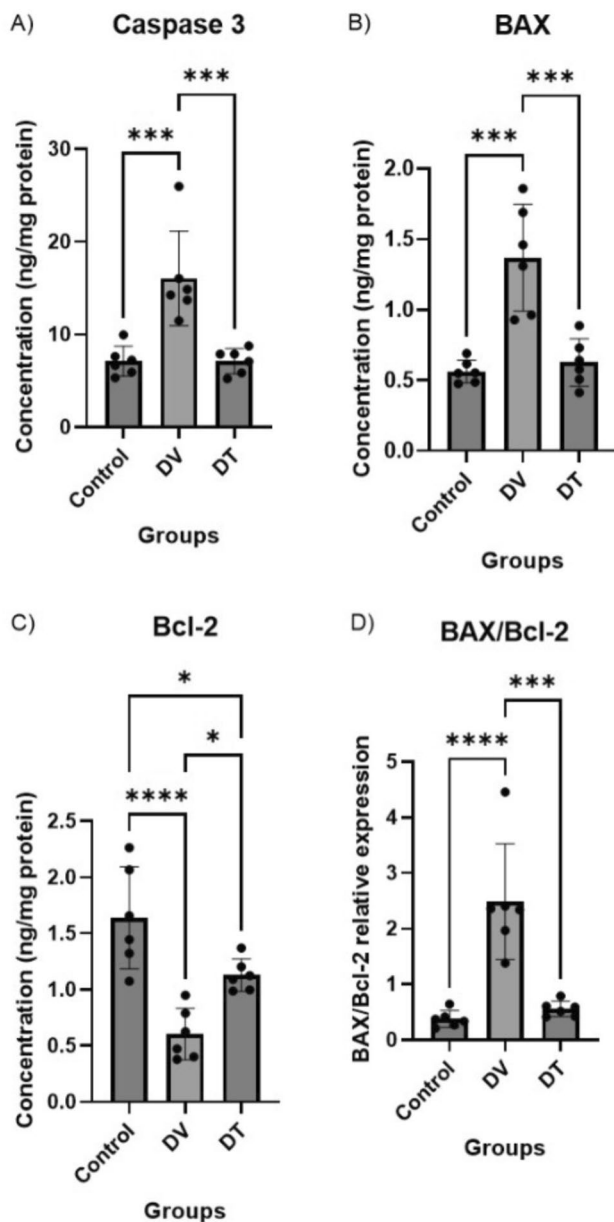 A)
Caspase 3
***
***
Concentration (ng/mg protein)
30
20
10
0
Control
DV
DT
Groups
B)
BAX
***
***
Concentration (ng/mg protein)
2.0
1.5
1.0
0.5
0.0
Control
DV
DT
Groups
C)
Bcl-2
*
*
****
Concentration (ng/mg protein)
2.5
2.0
1.5
1.0
0.5
0.0
Control
DV
DT
Groups
D)
BAX/Bcl-2
***
****
BAX/Bcl-2 relative expression
5
4
3
2
1
0
Control
DV
DT
Groups